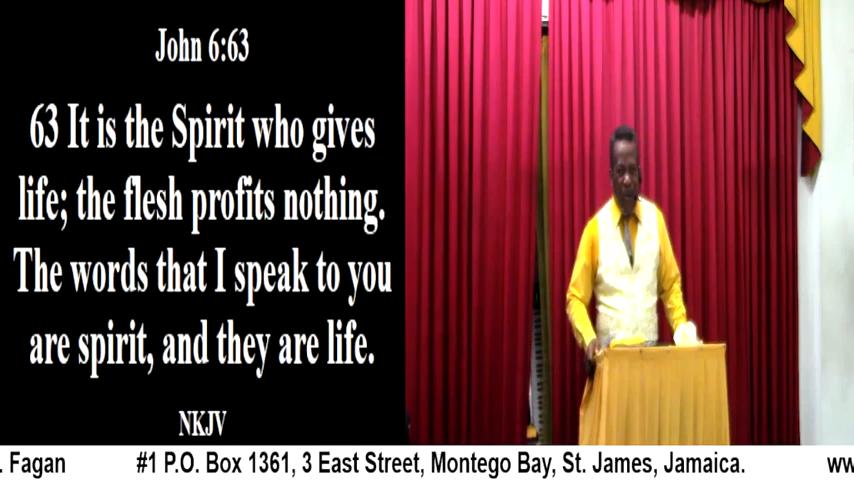 John 6:63
63 It is the Spirit who gives
life; the flesh profits nothing.
The words that I speak to you
are spirit, and they are life.
NKJV
. Fagan #1 P.O. Box 1361, 3 East Street, Montego Bay, St. James, Jamaica. ww